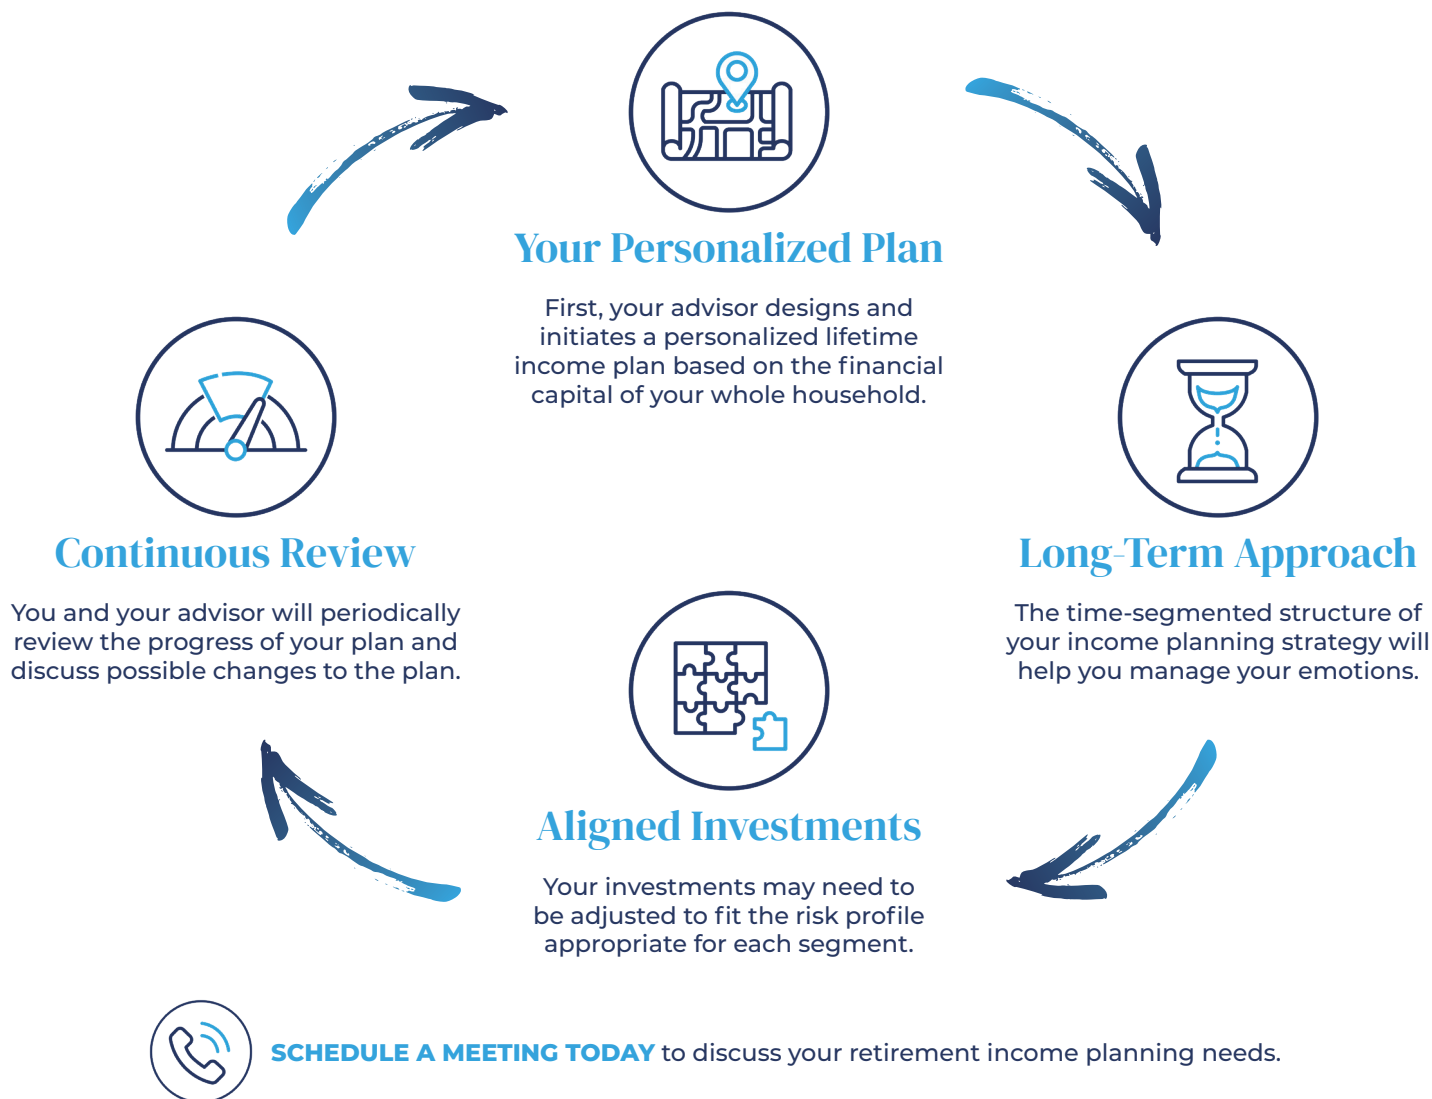 Your Personalized Plan
First, your advisor designs and
initiates a personalized lifetime
income plan based on the financial
capital of your whole household.
Long-Term Approach
The time-segmented structure of
your income planning strategy will
help you manage your emotions.
Aligned Investments
Your investments may need to
be adjusted to fit the risk profile
appropriate for each segment.
Continuous Review
You and your advisor will periodically
review the progress of your plan and
discuss possible changes to the plan.
SCHEDULE A MEETING TODAY to discuss your retirement income planning needs.